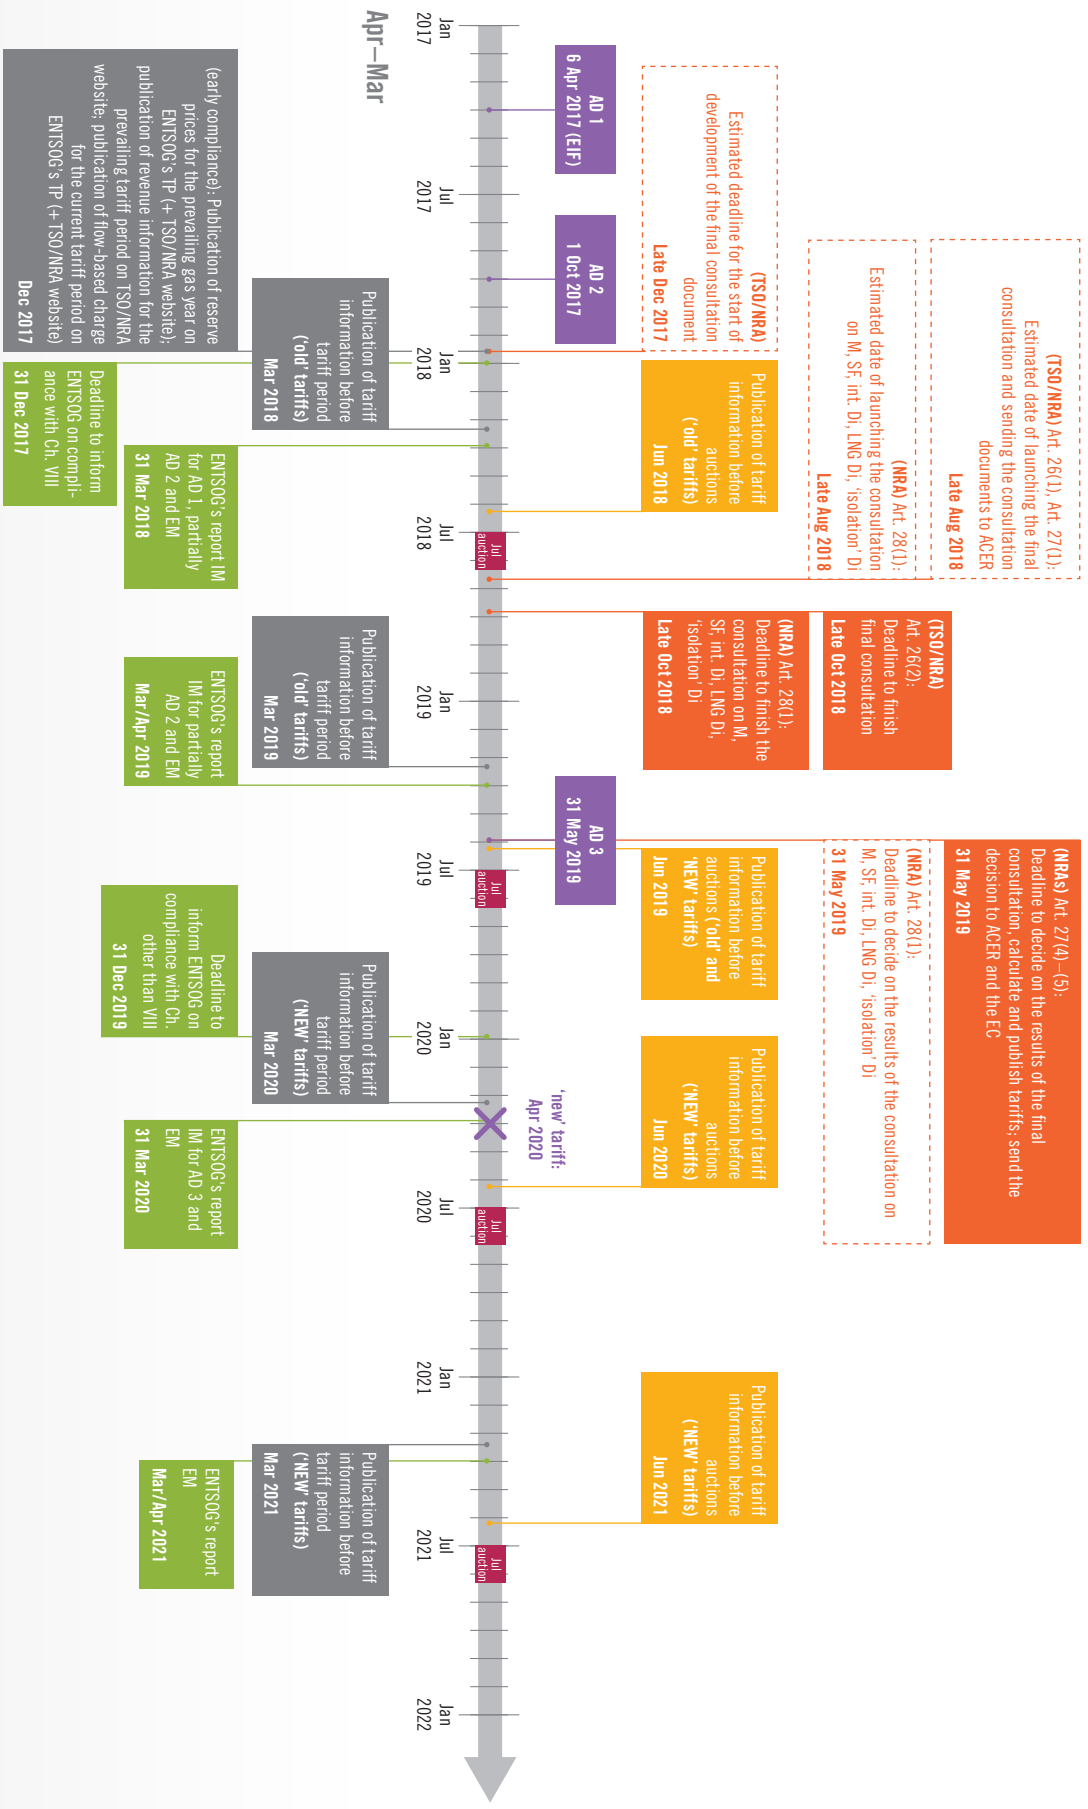 (TSO/NRA) Art. 26(1), Art. 27(1):
Estimated date of launching the final
consultation and sending the consultation
documents to ACER
Late Aug 2018
(NRA) Art. 28(1):
Estimated date of launching the consultation
on M, SF, int. Di, LNG Di, 'isolation' Di
Late Aug 2018
(TSO/NRA)
Estimated deadline for the start of
development of the final consultation
document
Late Dec 2017
(TSO/NRA)
Art. 26(2):
Deadline to finish
final consultation
Late Oct 2018
(NRA) Art. 28(1):
Deadline to finish the
consultation on M,
SF, int. Di, LNG Di,
'isolation' Di
Late Oct 2018
(NRAs) Art. 27(4)–(5):
Deadline to decide on the results of the final
consultation, calculate and publish tariffs; send the
decision to ACER and the EC
31 May 2019
(NRA) Art. 28(1):
Deadline to decide on the results of the consultation on
M, SF, int. Di, LNG Di, 'isolation' Di
31 May 2019
Publication of tariff
information before
auctions
('old' tariffs)
Jun 2018
Publication of tariff
information before
auctions ('old' and
'NEW' tariffs)
Jun 2019
Publication of tariff
information before
auctions
('NEW' tariffs)
Jun 2020
Publication of tariff
information before
auctions
('NEW' tariffs)
Jun 2021
AD 1
6 Apr 2017 (EIF)
AD 2
1 Oct 2017
AD 3
31 May 2019
'new' tariff:
Apr 2020
Jul
auction
Jul
auction
Jul
auction
Jul
auction
Jan
2017
Jul
2017
Jan
2018
Jul
2018
Jan
2019
Jul
2019
Jan
2020
Jul
2020
Jan
2021
Jul
2021
Jan
2022
Apr–Mar
Publication of tariff
information before
tariff period
('old' tariffs)
Mar 2018
Publication of tariff
information before
tariff period
('old' tariffs)
Mar 2019
Publication of tariff
information before
tariff period
('NEW' tariffs)
Mar 2020
Publication of tariff
information before
tariff period
('NEW' tariffs)
Mar 2021
(early compliance): Publication of reserve
prices for the prevailing gas year on
ENTSOG's TP (+ TSO/NRA website);
publication of revenue information for the
prevailing tariff period on TSO/NRA
website; publication of flow-based charge
for the current tariff period on
ENTSOG's TP (+ TSO/NRA website)
Dec 2017
Deadline to inform
ENTSOG on compli-
ance with Ch. VIII
31 Dec 2017
ENTSOG's report IM
for AD 1, partially
AD 2 and EM
31 Mar 2018
ENTSOG's report
IM for partially
AD 2 and EM
Mar/Apr 2019
Deadline to
inform ENTSOG on
compliance with Ch.
other than VIII
31 Dec 2019
ENTSOG's report
IM for AD 3 and
EM
31 Mar 2020
ENTSOG's report
EM
Mar/Apr 2021